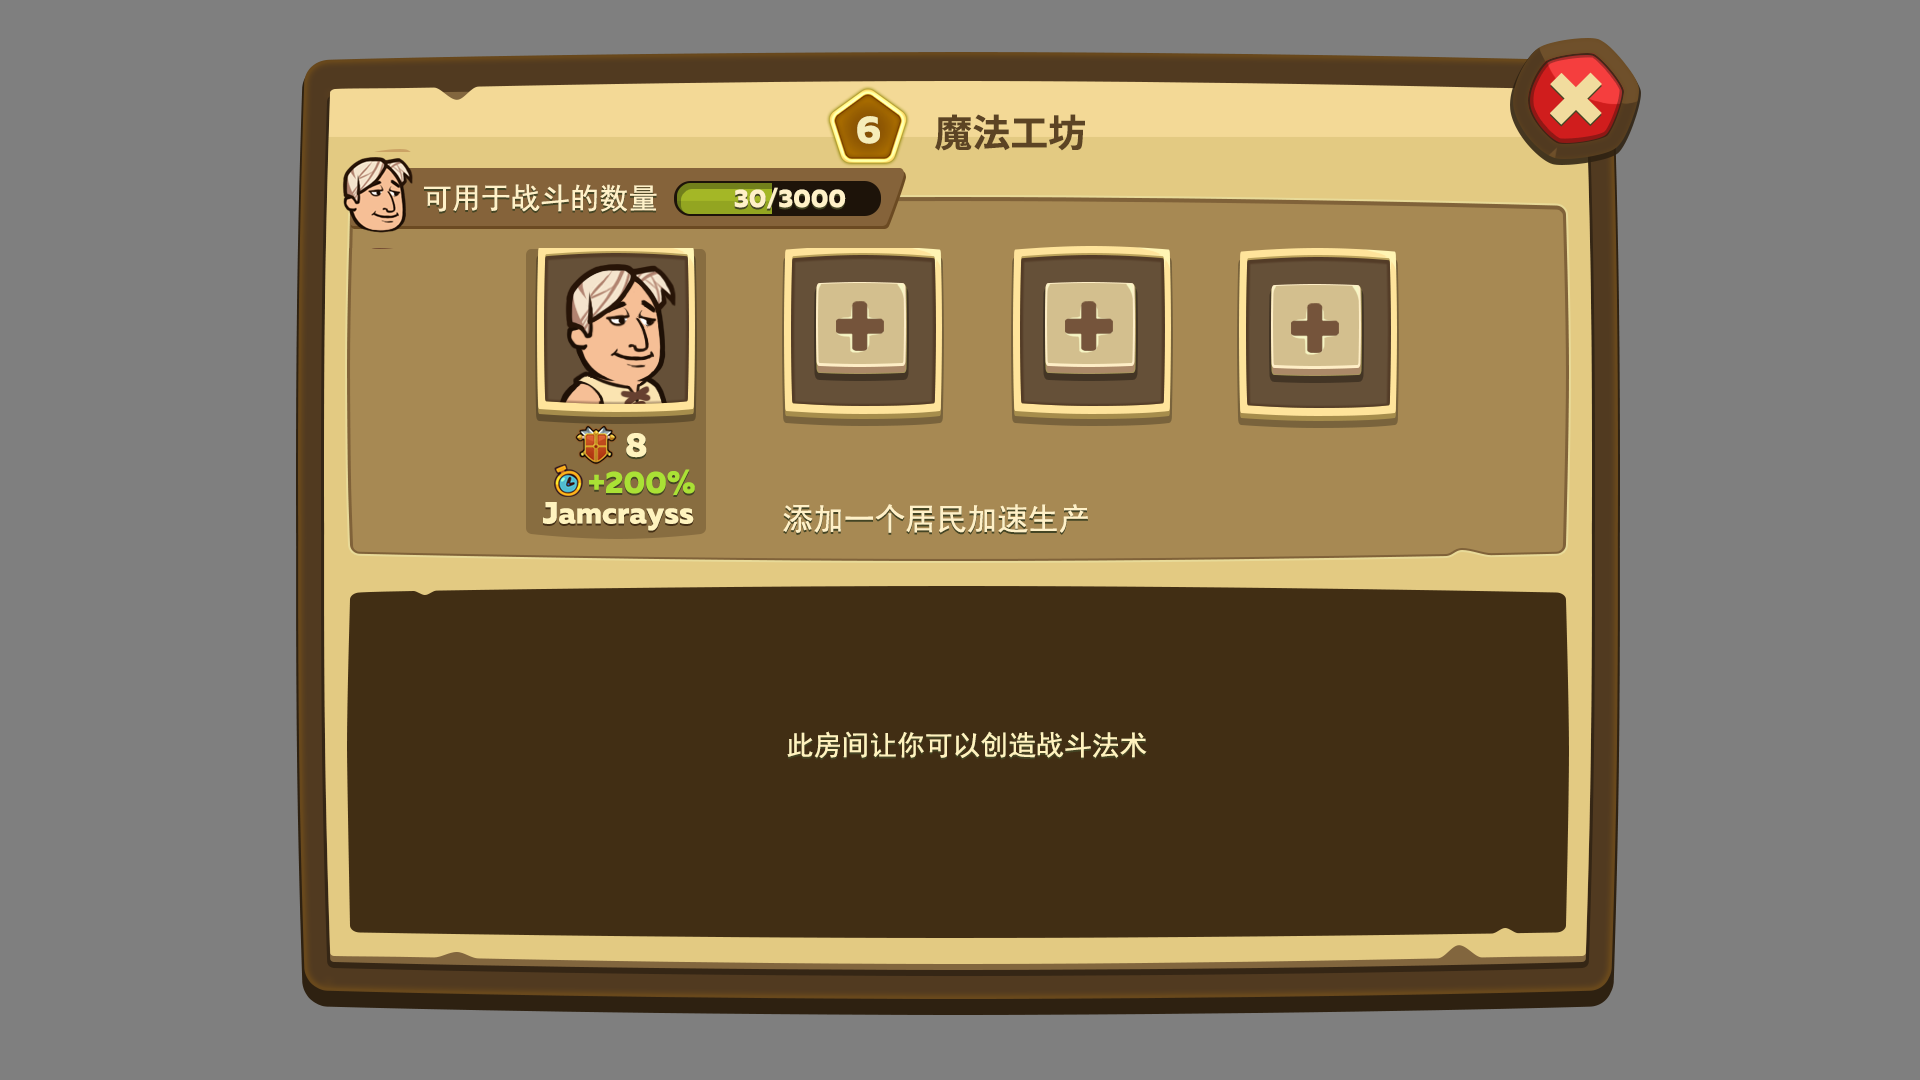 6 魔法工坊
可用于战斗的数量 30/3000
8
+200%
Jamcrayss
添加一个居民加速生产
此房间让你可以创造战斗法术